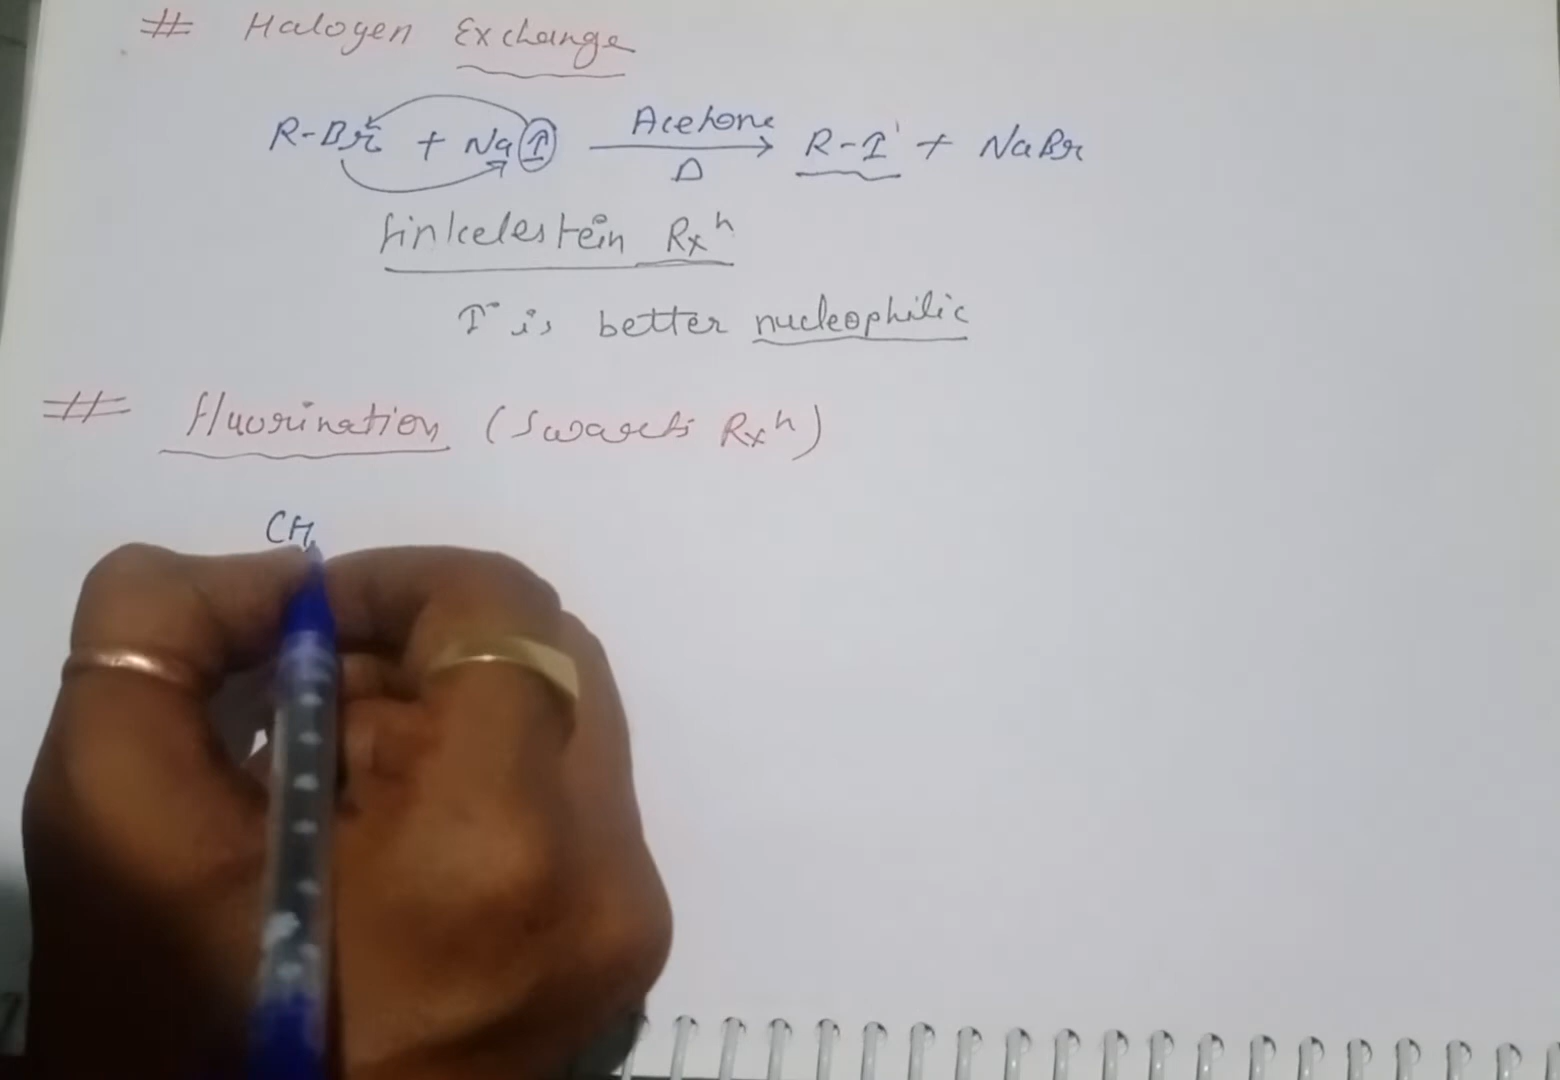 # Halogen Exchange
R-Br + NaI Acetone Δ → R-I + NaBr
Finkelestein Rxn
I⁻ is better nucleophilic
# Fluorination (Swarts Rxn)
CH